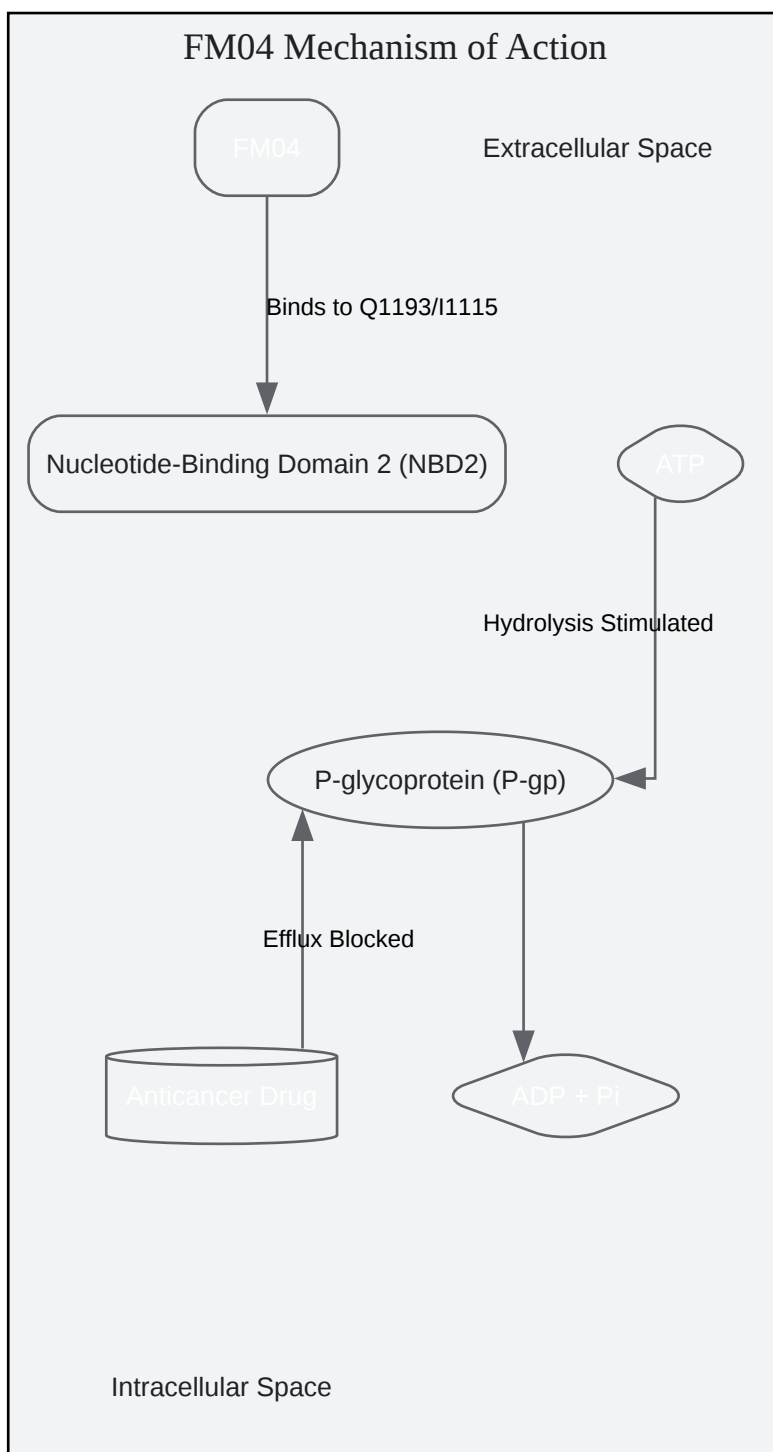 FM04 Mechanism of Action
FM04
Extracellular Space
Binds to Q1193/I1115
Nucleotide-Binding Domain 2 (NBD2)
ATP
Hydrolysis Stimulated
P-glycoprotein (P-gp)
Efflux Blocked
Anticancer Drug
ADP + Pi
Intracellular Space